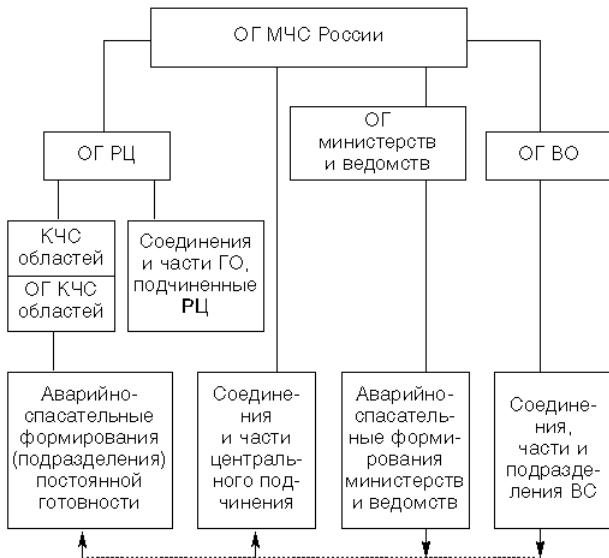 ОГ МЧС России
ОГ РЦ
ОГ
министерств
и ведомств
ОГ ВО
КЧС
областей
ОГ КЧС
областей
Соединения
и части ГО,
подчиненные
РЦ
Аварийно-
спасательные
формирования
(подразделения)
постоянной
готовности
Соедине-
ния
и части
централь-
ного под-
чинения
Аварийно-
спасатель-
ные форми-
рования
министерств
и ведомств
Соедине-
ния,
части и
подразде-
ления ВС